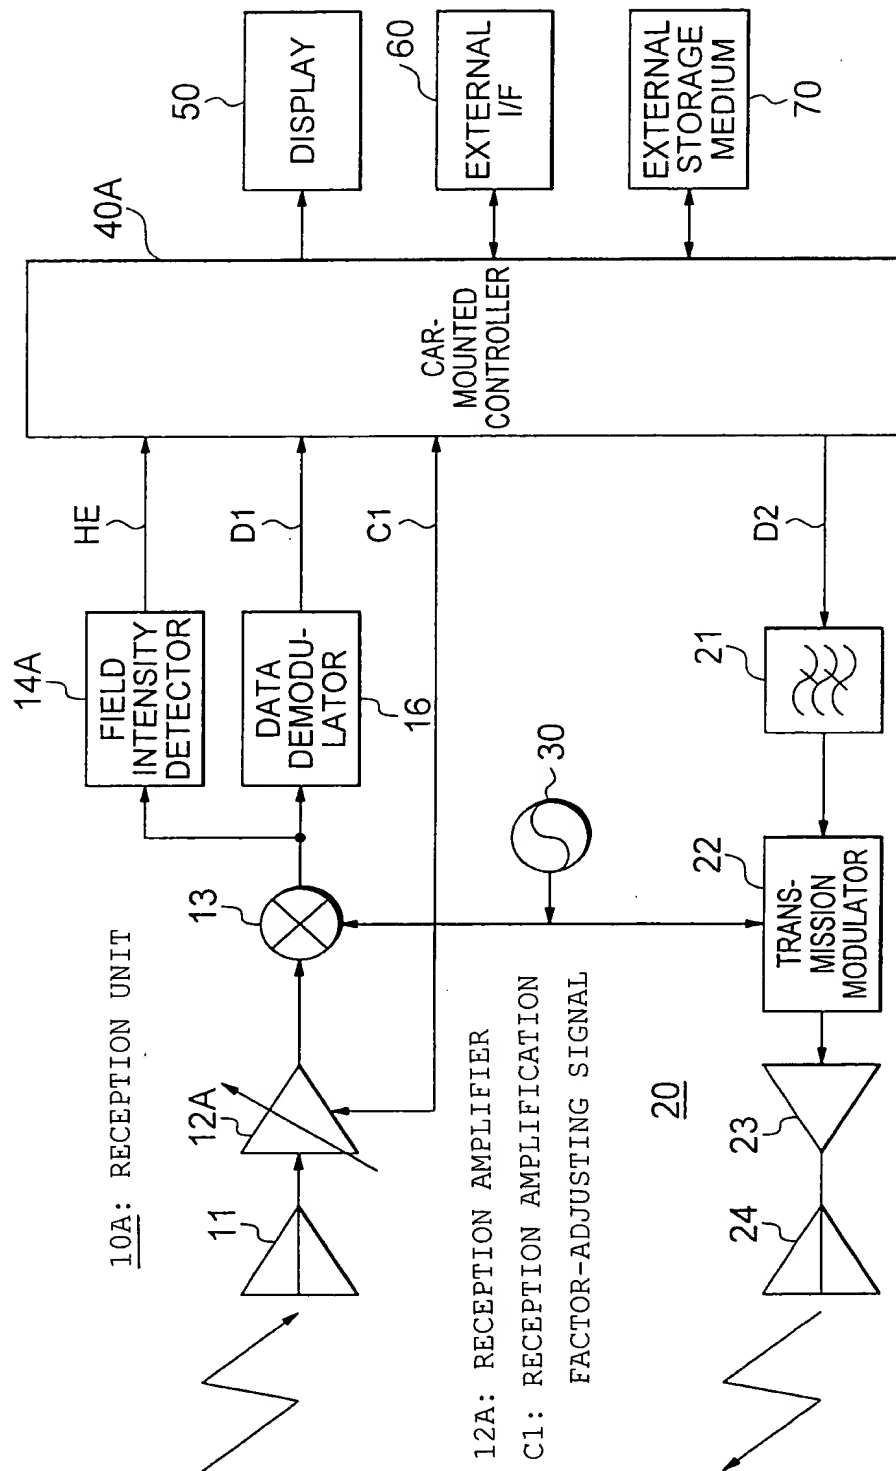 10A: RECEPTION UNIT
11
12A
13
14A
FIELD
INTENSITY
DETECTOR
HE
DATA
DEMODU-
LATOR
16
D1
C1
40A
CAR-
MOUNTED
CONTROLLER
50
DISPLAY
60
EXTERNAL
I/F
EXTERNAL
STORAGE
MEDIUM
70
30
12A: RECEPTION AMPLIFIER
C1: RECEPTION AMPLIFICATION
FACTOR-ADJUSTING SIGNAL
20
24
23
22
TRANS-
MISSION
MODULATOR
21
D2